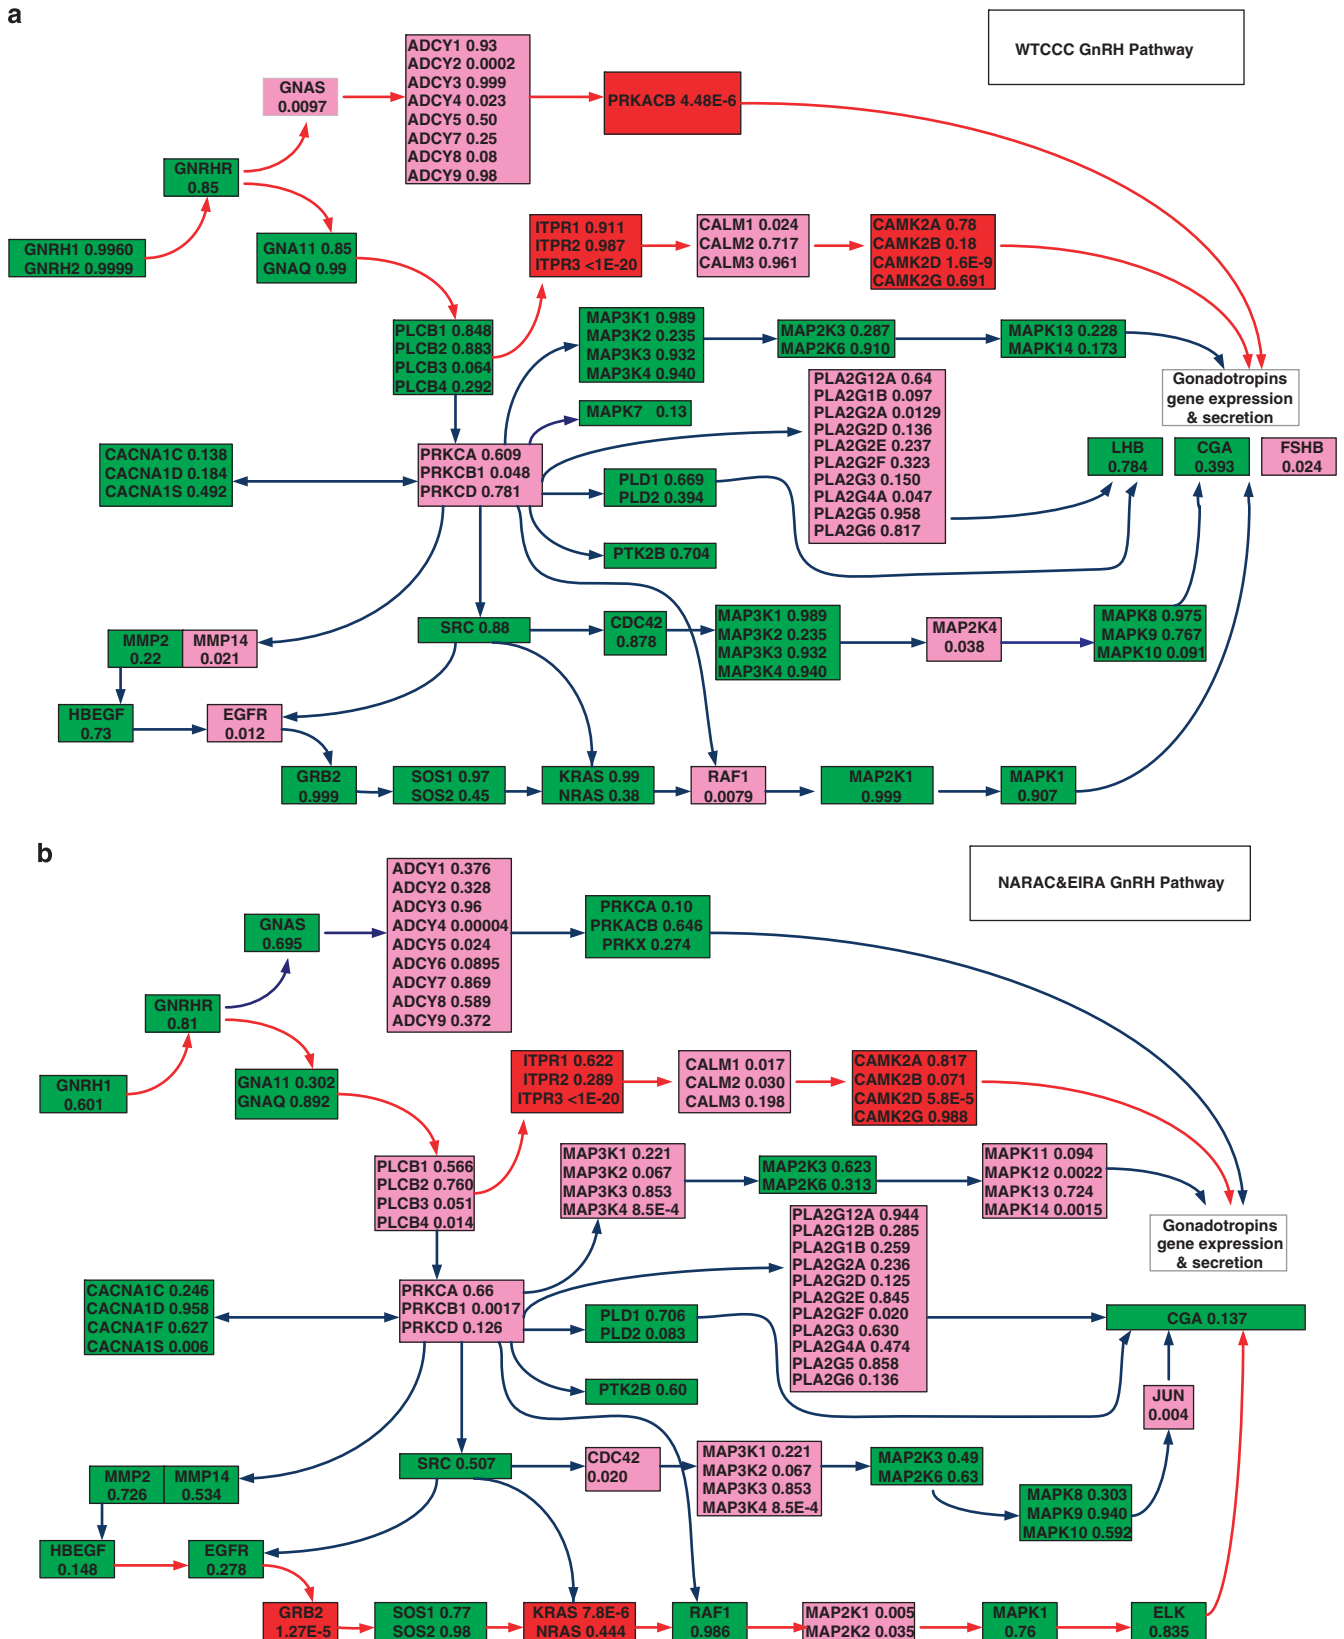 a
WTCCC GnRH Pathway
ADCY1 0.93
ADCY2 0.0002
ADCY3 0.999
ADCY4 0.023
ADCY5 0.50
ADCY7 0.25
ADCY8 0.08
ADCY9 0.98
GNAS
0.0097
PRKACB 4.48E-6
GNRHR
0.85
GNRH1 0.9960
GNRH2 0.9999
GNA11 0.85
GNAQ 0.99
ITPR1 0.911
ITPR2 0.987
ITPR3 <1E-20
CALM1 0.024
CALM2 0.717
CALM3 0.961
CAMK2A 0.78
CAMK2B 0.18
CAMK2D 1.6E-9
CAMK2G 0.691
PLCB1 0.848
PLCB2 0.883
PLCB3 0.064
PLCB4 0.292
MAP3K1 0.989
MAP3K2 0.235
MAP3K3 0.932
MAP3K4 0.940
MAP2K3 0.287
MAP2K6 0.910
MAPK13 0.228
MAPK14 0.173
Gonadotropins
gene expression
& secretion
MAPK7 0.13
PLA2G12A 0.64
PLA2G1B 0.097
PLA2G2A 0.0129
PLA2G2D 0.136
PLA2G2E 0.237
PLA2G2F 0.323
PLA2G3 0.150
PLA2G4A 0.047
PLA2G5 0.958
PLA2G6 0.817
CACNA1C 0.138
CACNA1D 0.184
CACNA1S 0.492
PRKCA 0.609
PRKCB1 0.048
PRKCD 0.781
PLD1 0.669
PLD2 0.394
LHB
0.784
CGA
0.393
FSHB
0.024
PTK2B 0.704
MMP2
0.22
MMP14
0.021
SRC 0.88
CDC42
0.878
MAP3K1 0.989
MAP3K2 0.235
MAP3K3 0.932
MAP3K4 0.940
MAP2K4
0.038
MAPK8 0.975
MAPK9 0.767
MAPK10 0.091
HBEGF
0.73
EGFR
0.012
GRB2
0.999
SOS1 0.97
SOS2 0.45
KRAS 0.99
NRAS 0.38
RAF1
0.0079
MAP2K1
0.999
MAPK1
0.907
b
NARAC&EIRA GnRH Pathway
ADCY1 0.376
ADCY2 0.328
ADCY3 0.96
ADCY4 0.00004
ADCY5 0.024
ADCY6 0.0895
ADCY7 0.869
ADCY8 0.589
ADCY9 0.372
GNAS
0.695
PRKCA 0.10
PRKACB 0.646
PRKX 0.274
GNRHR
0.81
GNRH1
0.601
GNA11 0.302
GNAQ 0.892
ITPR1 0.622
ITPR2 0.289
ITPR3 <1E-20
CALM1 0.017
CALM2 0.030
CALM3 0.198
CAMK2A 0.817
CAMK2B 0.071
CAMK2D 5.8E-5
CAMK2G 0.988
PLCB1 0.566
PLCB2 0.760
PLCB3 0.051
PLCB4 0.014
MAP3K1 0.221
MAP3K2 0.067
MAP3K3 0.853
MAP3K4 8.5E-4
MAP2K3 0.623
MAP2K6 0.313
MAPK11 0.094
MAPK12 0.0022
MAPK13 0.724
MAPK14 0.0015
Gonadotropins
gene expression
& secretion
PLA2G12A 0.944
PLA2G12B 0.285
PLA2G1B 0.259
PLA2G2A 0.236
PLA2G2D 0.125
PLA2G2E 0.845
PLA2G2F 0.020
PLA2G3 0.630
PLA2G4A 0.474
PLA2G5 0.858
PLA2G6 0.136
CACNA1C 0.246
CACNA1D 0.958
CACNA1F 0.627
CACNA1S 0.006
PRKCA 0.66
PRKCB1 0.0017
PRKCD 0.126
PLD1 0.706
PLD2 0.083
CGA 0.137
PTK2B 0.60
JUN
0.004
MMP2
0.726
MMP14
0.534
SRC 0.507
CDC42
0.020
MAP3K1 0.221
MAP3K2 0.067
MAP3K3 0.853
MAP3K4 8.5E-4
MAP2K3 0.49
MAP2K6 0.63
MAPK8 0.303
MAPK9 0.940
MAPK10 0.592
HBEGF
0.148
EGFR
0.278
GRB2
1.27E-5
SOS1 0.77
SOS2 0.98
KRAS 7.8E-6
NRAS 0.444
RAF1
0.986
MAP2K1 0.005
MAP2K2 0.035
MAPK1
0.76
ELK
0.835